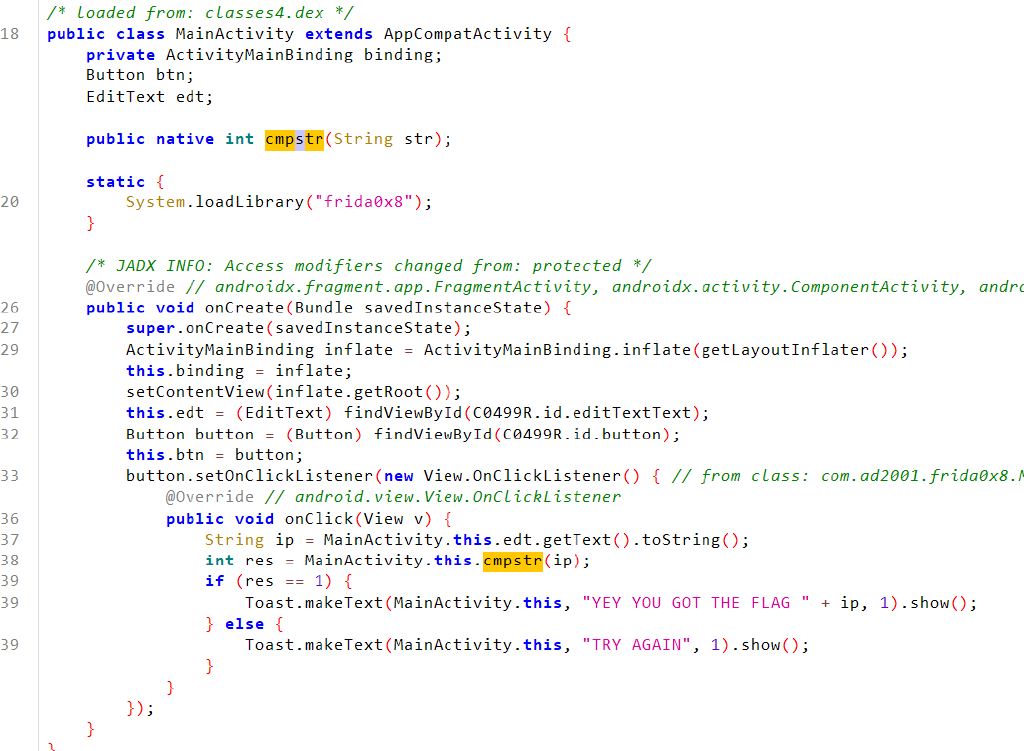 /* loaded from: classes4.dex */
18 public class MainActivity extends AppCompatActivity {
private ActivityMainBinding binding;
Button btn;
EditText edt;
public native int cmpstr(String str);
static {
20 System.loadLibrary("frida0x8");
}
/* JADX INFO: Access modifiers changed from: protected */
@Override // androidx.fragment.app.FragmentActivity, androidx.activity.ComponentActivity, andro
26 public void onCreate(Bundle savedInstanceState) {
27 super.onCreate(savedInstanceState);
29 ActivityMainBinding inflate = ActivityMainBinding.inflate(getLayoutInflater());
this.binding = inflate;
30 setContentView(inflate.getRoot());
31 this.edt = (EditText) findViewById(C0499R.id.editTextText);
32 Button button = (Button) findViewById(C0499R.id.button);
this.btn = button;
33 button.setOnClickListener(new View.OnClickListener() { // from class: com.ad2001.frida0x8.M
@Override // android.view.View.OnClickListener
36 public void onClick(View v) {
37 String ip = MainActivity.this.edt.getText().toString();
38 int res = MainActivity.this.cmpstr(ip);
39 if (res == 1) {
39 Toast.makeText(MainActivity.this, "YEY YOU GOT THE FLAG " + ip, 1).show();
} else {
39 Toast.makeText(MainActivity.this, "TRY AGAIN", 1).show();
}
}
});
}
}